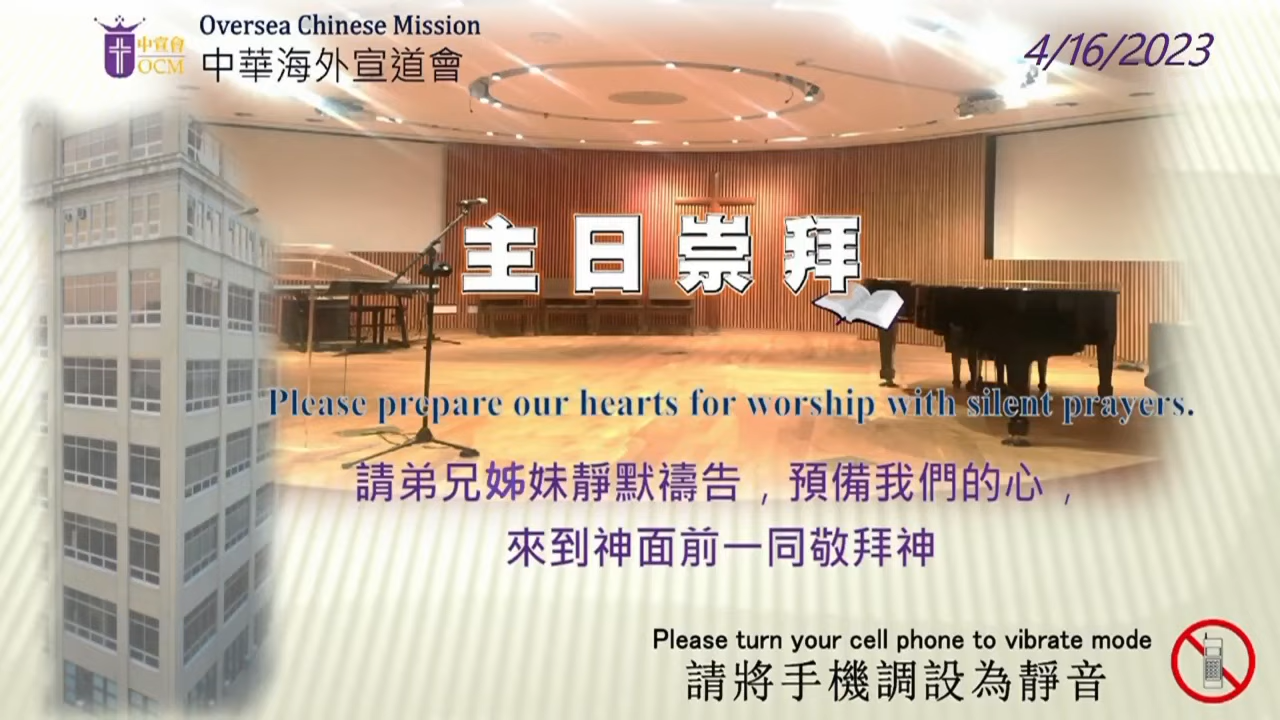 中宣會
OCM
Oversea Chinese Mission
中華海外宣道會
4/16/2023
主日崇拜
Please prepare our hearts for worship with silent prayers.
請弟兄姊妹靜默禱告，預備我們的心，
來到神面前一同敬拜神
Please turn your cell phone to vibrate mode
請將手機調設為靜音